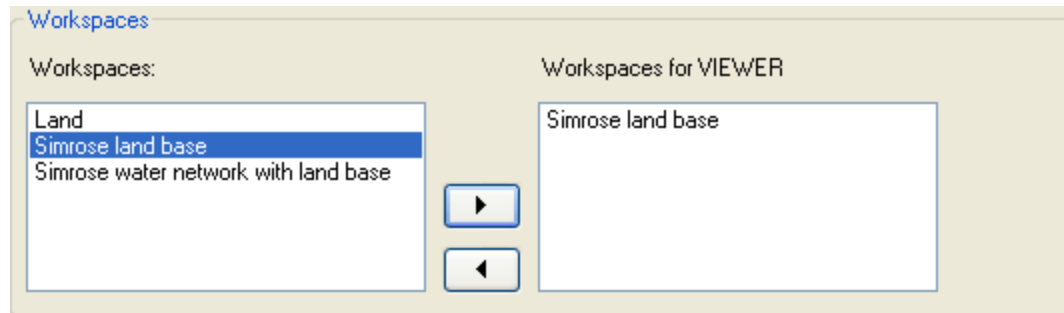 Workspaces
Workspaces:
Workspaces for VIEWER
Land
Simrose land base
Simrose water network with land base
Simrose land base